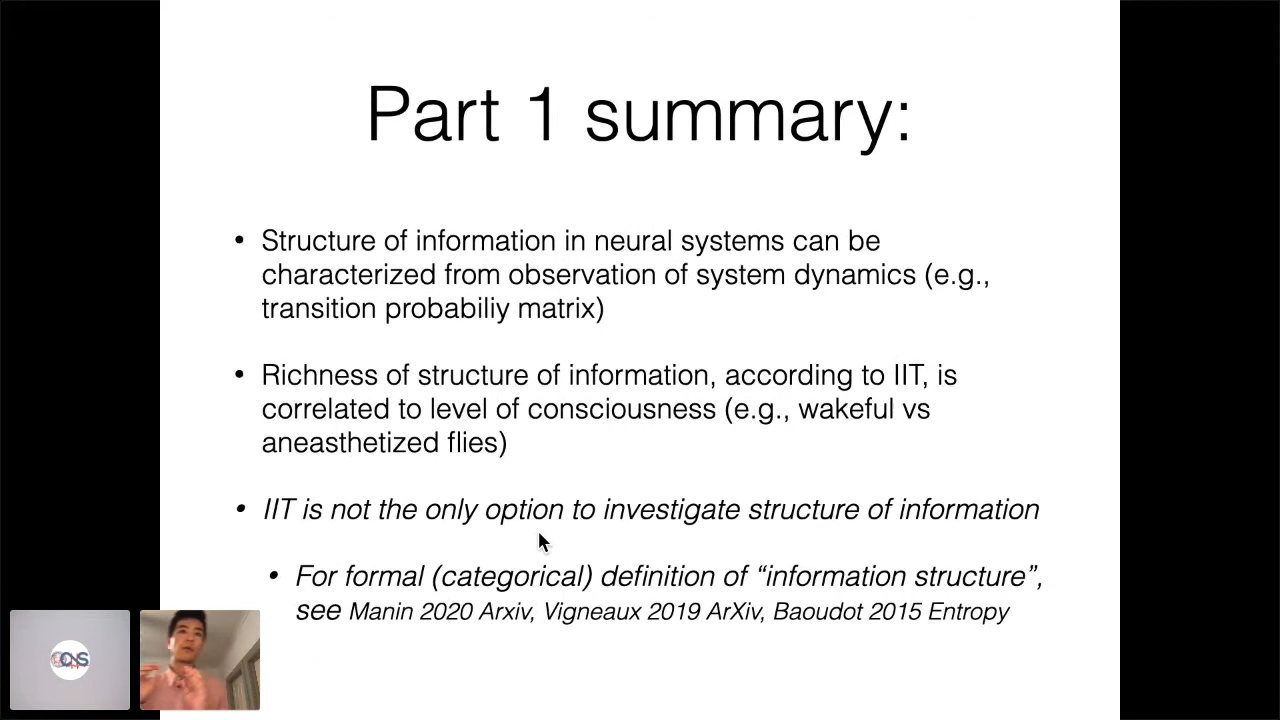 Part 1 summary:
• Structure of information in neural systems can be
characterized from observation of system dynamics (e.g.,
transition probabiliy matrix)
• Richness of structure of information, according to IIT, is
correlated to level of consciousness (e.g., wakeful vs
aneasthetized flies)
• IIT is not the only option to investigate structure of information
• For formal (categorical) definition of “information structure”,
see Manin 2020 Arxiv, Vigneaux 2019 ArXiv, Baoudot 2015 Entropy